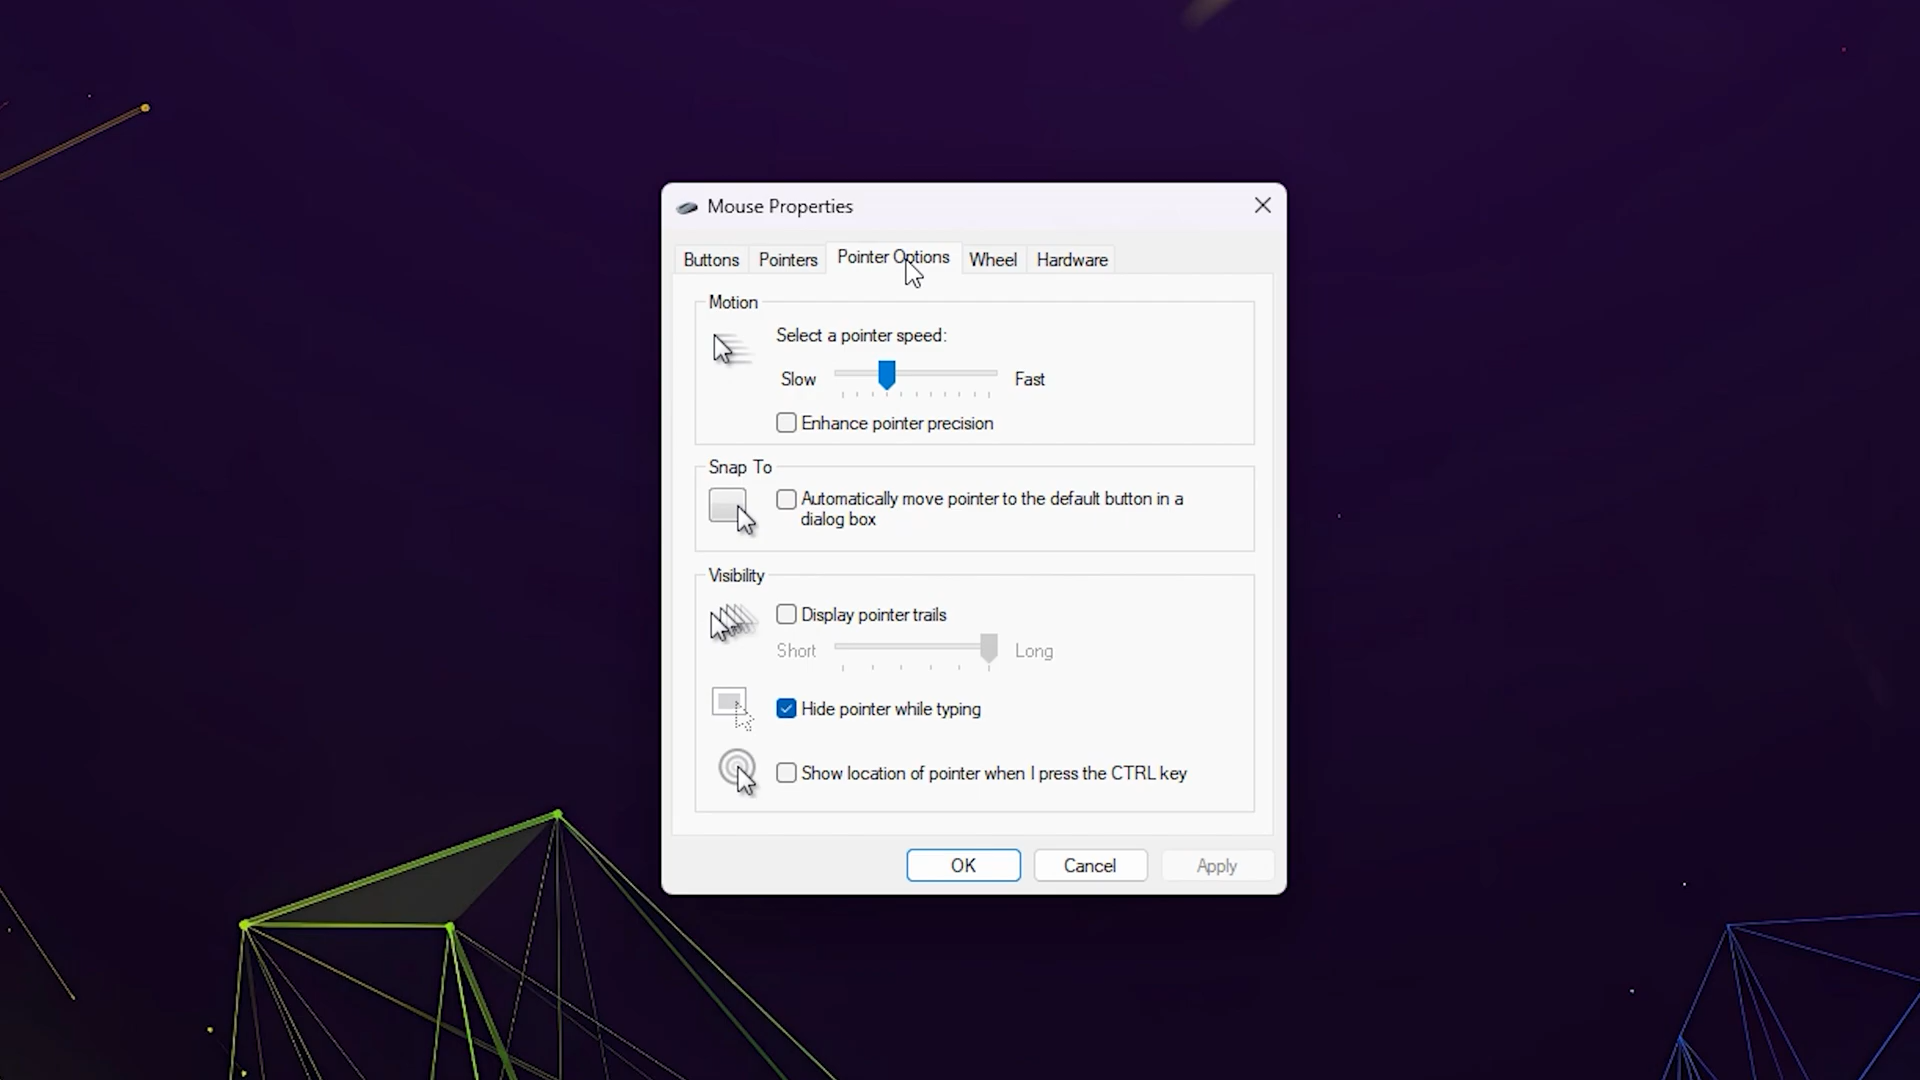 Mouse Properties
Buttons Pointers Pointer Options Wheel Hardware
Motion
Select a pointer speed:
Slow Fast
Enhance pointer precision
Snap To
Automatically move pointer to the default button in a
dialog box
Visibility
Display pointer trails
Short Long
Hide pointer while typing
Show location of pointer when I press the CTRL key
OK Cancel Apply